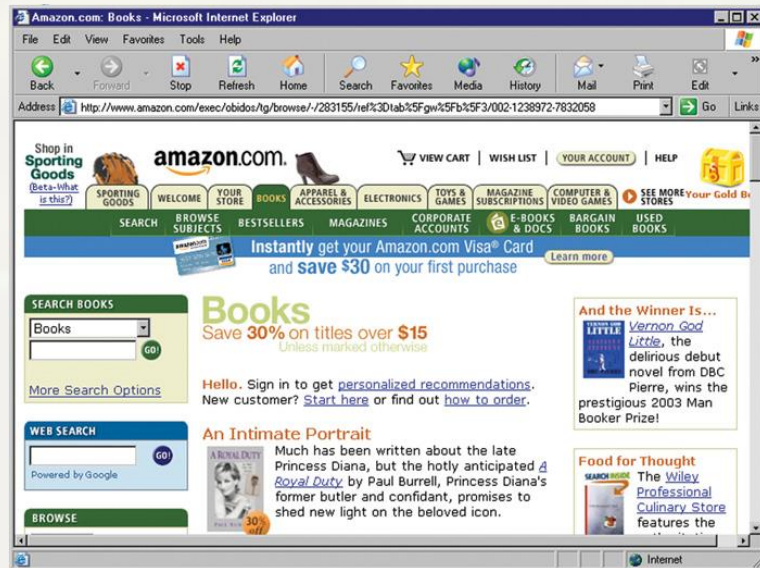 Amazon.com: Books - Microsoft Internet Explorer
File Edit View Favorites Tools Help
Back Forward Stop Refresh Home Search Favorites Media History Mail Print Edit »
Address http://www.amazon.com/exec/obidos/tg/browse/-/283155/ref%3Dtab%5Fgw%5Fb%5F3/002-1238972-7832058 Go Links
Shop in
Sporting
Goods
(Beta-What
is this?)
amazon.com.
VIEW CART | WISH LIST | YOUR ACCOUNT | HELP
SPORTING
GOODS
WELCOME
YOUR
STORE
BOOKS
APPAREL &
ACCESSORIES
ELECTRONICS
TOYS &
GAMES
MAGAZINE
SUBSCRIPTIONS
COMPUTER &
VIDEO GAMES
SEE MORE
STORES
Your Gold B
SEARCH
BROWSE
SUBJECTS
BESTSELLERS
MAGAZINES
CORPORATE
ACCOUNTS
E-BOOKS
& DOCS
BARGAIN
BOOKS
USED
BOOKS
Instantly get your Amazon.com Visa® Card
and save $30 on your first purchase
Learn more
SEARCH BOOKS
Books
GO!
More Search Options
WEB SEARCH
GO!
Powered by Google
BROWSE
Books
Save 30% on titles over $15
Unless marked otherwise
Hello. Sign in to get personalized recommendations.
New customer? Start here or find out how to order.
An Intimate Portrait
A ROYAL DUTY
30%
off
Much has been written about the late
Princess Diana, but the hotly anticipated A
Royal Duty by Paul Burrell, Princess Diana's
former butler and confidant, promises to
shed new light on the beloved icon.
And the Winner Is...
VERNON GOD
LITTLE
Vernon God
Little, the
delirious debut
novel from DBC
Pierre, wins the
prestigious 2003 Man
Booker Prize!
Food for Thought
SEARCH INSIDE
The Wiley
Professional
Culinary Store
features the
Internet